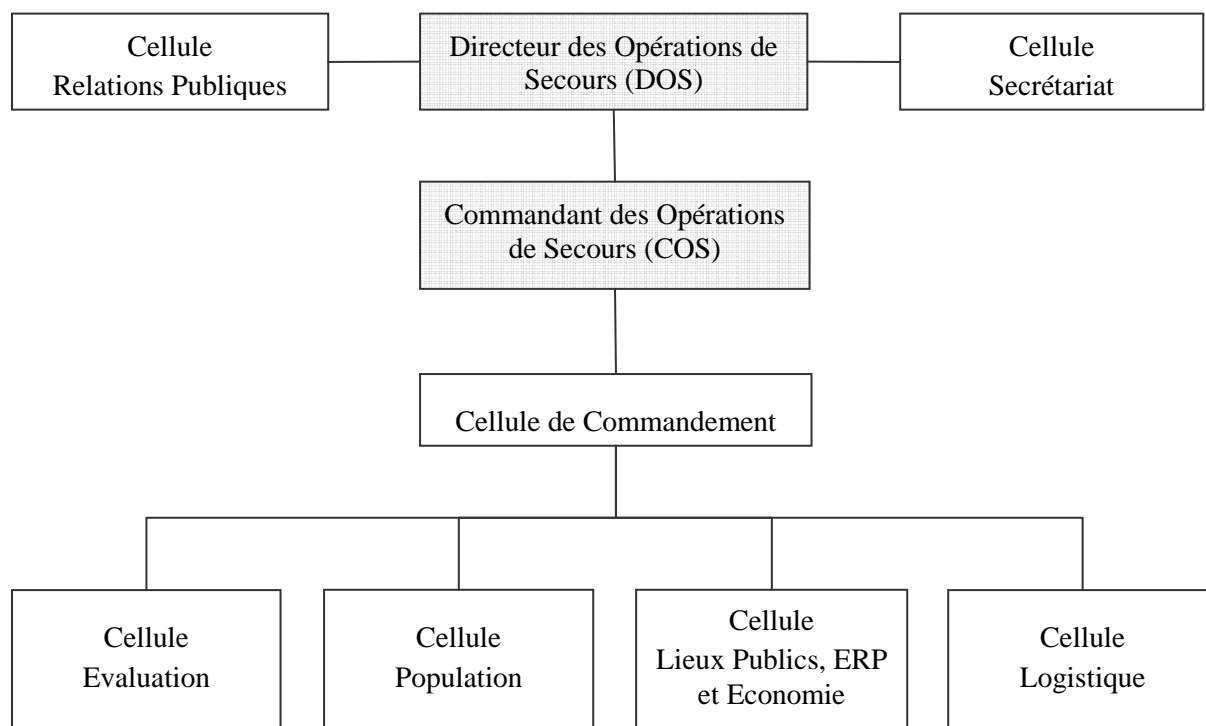 Cellule
Relations Publiques
Directeur des Opérations de
Secours (DOS)
Cellule
Secrétariat
Commandant des Opérations
de Secours (COS)
Cellule de Commandement
Cellule
Evaluation
Cellule
Population
Cellule
Lieux Publics, ERP
et Economie
Cellule
Logistique